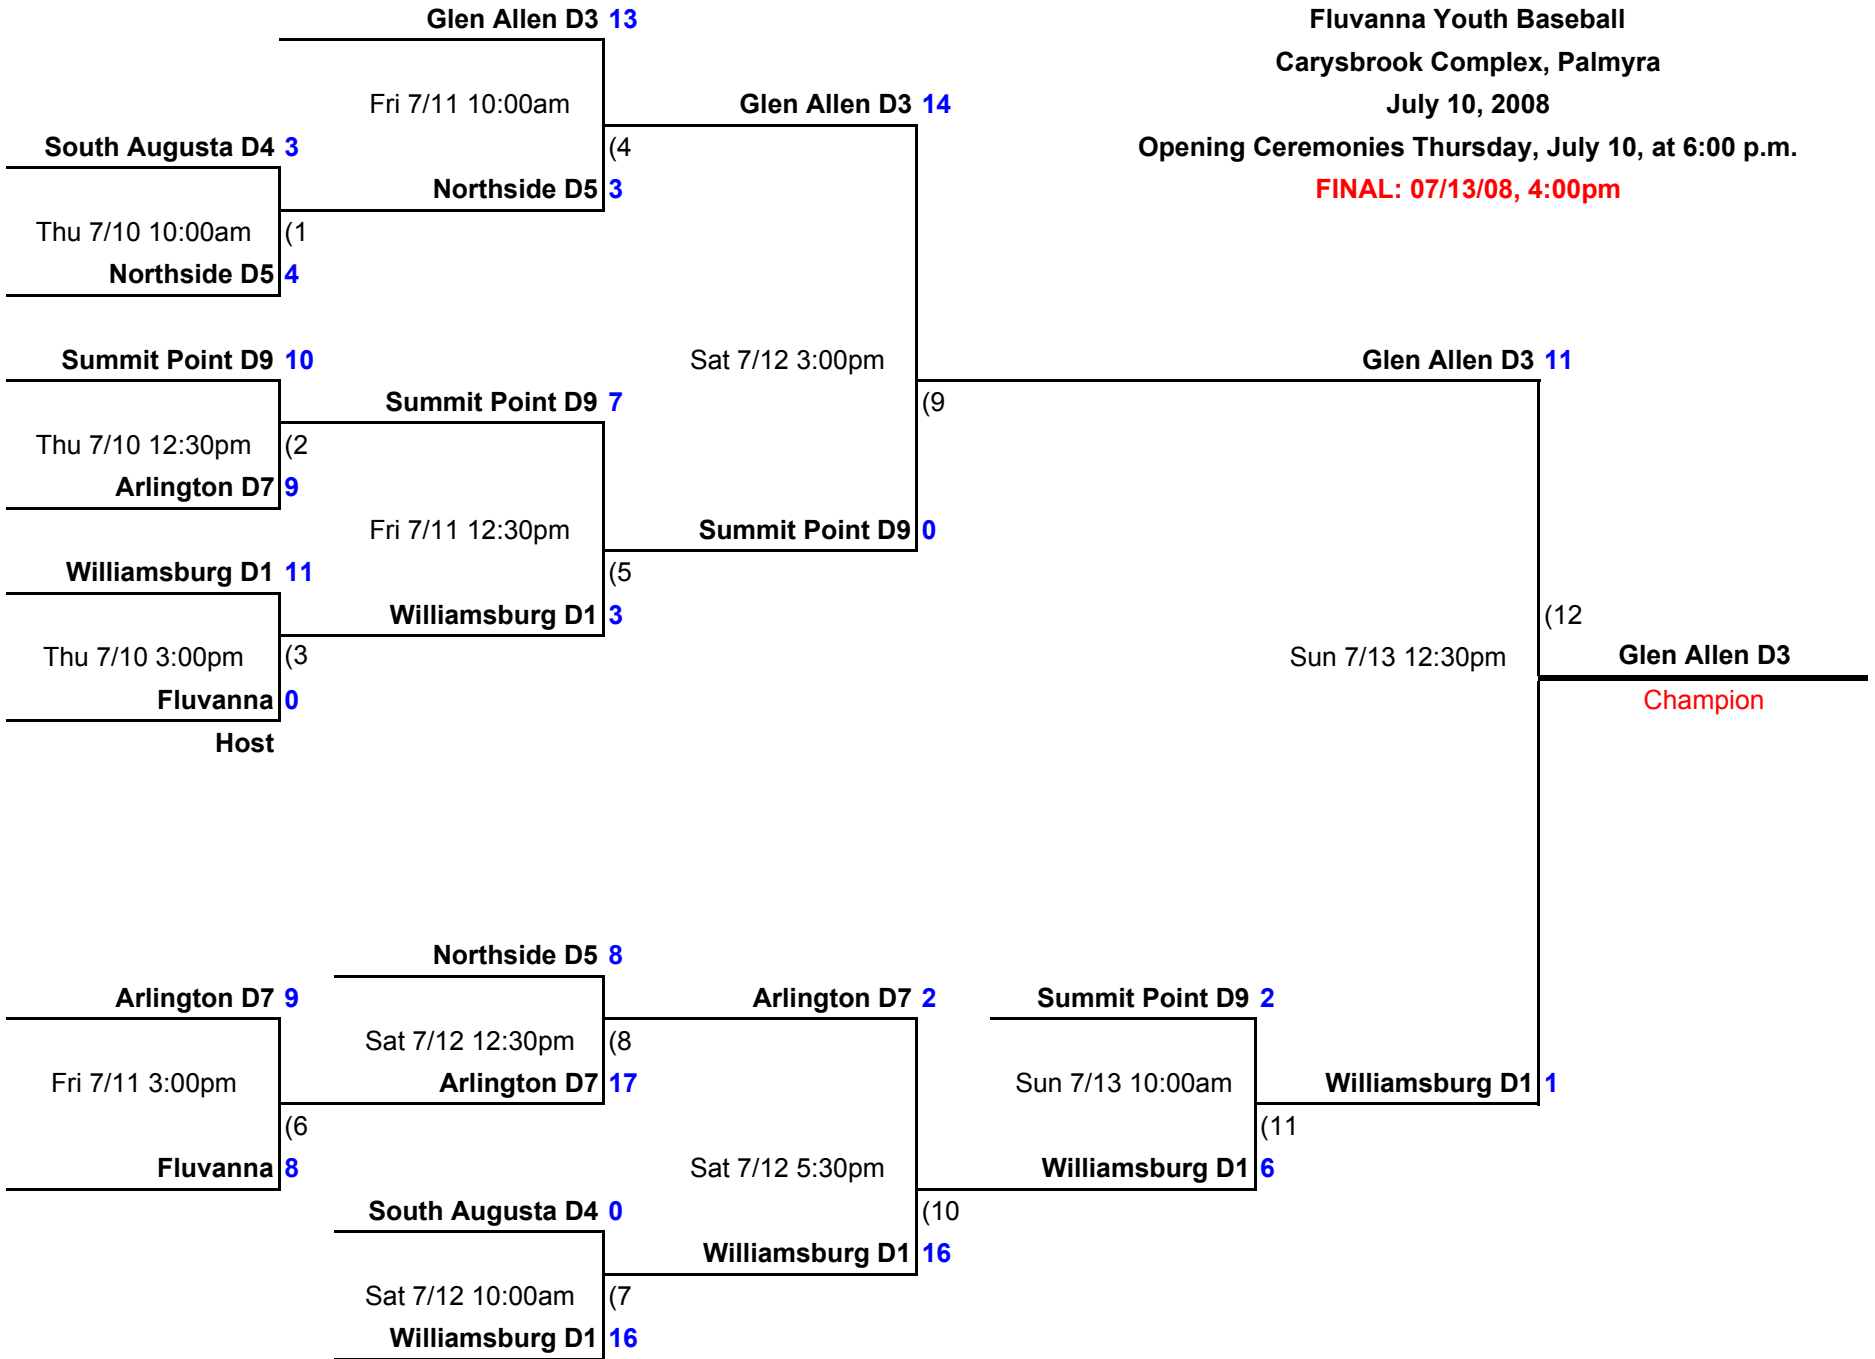 Glen Allen D3 13
Fluvanna Youth Baseball
Carysbrook Complex, Palmyra
Fri 7/11 10:00am
Glen Allen D3 14
July 10, 2008
South Augusta D4 3
(4
Opening Ceremonies Thursday, July 10, at 6:00 p.m.
Northside D5 3
FINAL: 07/13/08, 4:00pm
Thu 7/10 10:00am (1
Northside D5 4
Summit Point D9 10
Sat 7/12 3:00pm
Glen Allen D3 11
Summit Point D9 7
(9
Thu 7/10 12:30pm (2
Arlington D7 9
Fri 7/11 12:30pm
Summit Point D9 0
Williamsburg D1 11
(5
Williamsburg D1 3
(12
Thu 7/10 3:00pm (3
Sun 7/13 12:30pm
Glen Allen D3
Fluvanna 0
Champion
Host
Northside D5 8
Arlington D7 9
Arlington D7 2
Summit Point D9 2
Sat 7/12 12:30pm (8
Fri 7/11 3:00pm
Arlington D7 17
Sun 7/13 10:00am
Williamsburg D1 1
(6
(11
Fluvanna 8
Sat 7/12 5:30pm
Williamsburg D1 6
South Augusta D4 0
(10
Williamsburg D1 16
Sat 7/12 10:00am (7
Williamsburg D1 16